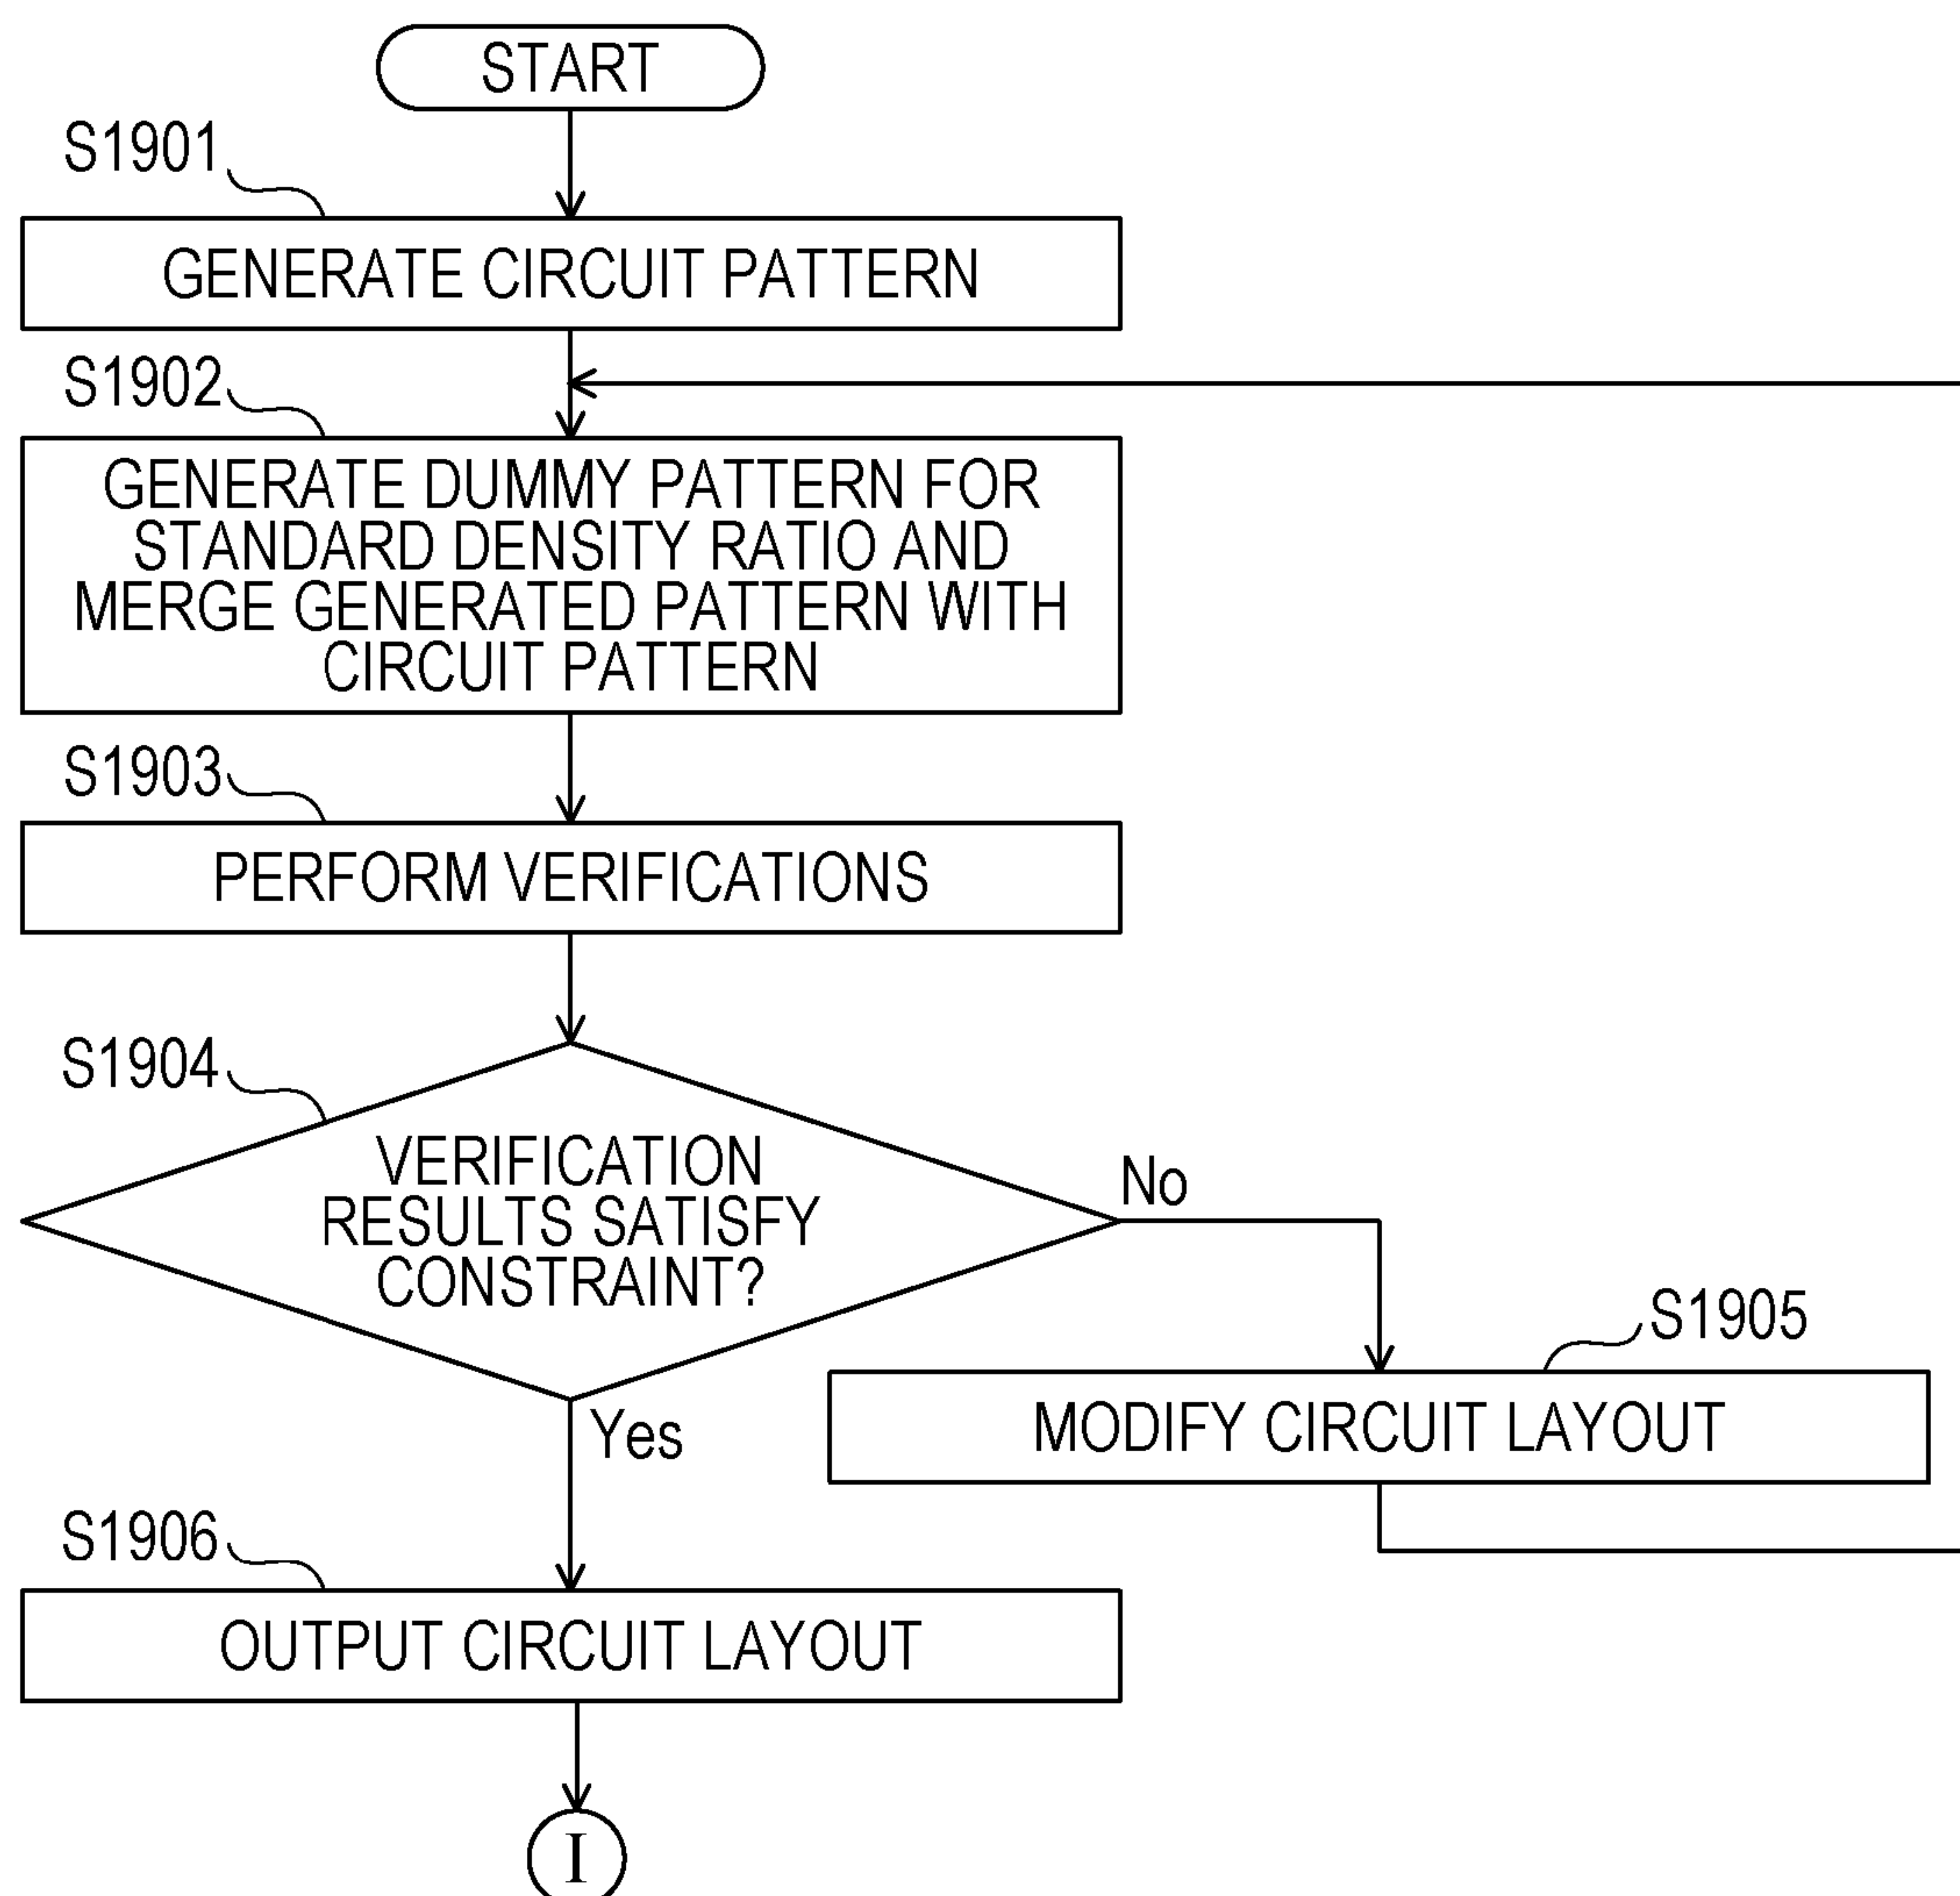 START
S1901
GENERATE CIRCUIT PATTERN
S1902
GENERATE DUMMY PATTERN FOR
STANDARD DENSITY RATIO AND
MERGE GENERATED PATTERN WITH
CIRCUIT PATTERN
S1903
PERFORM VERIFICATIONS
S1904
VERIFICATION
RESULTS SATISFY
CONSTRAINT?
No
S1905
MODIFY CIRCUIT LAYOUT
Yes
S1906
OUTPUT CIRCUIT LAYOUT
I